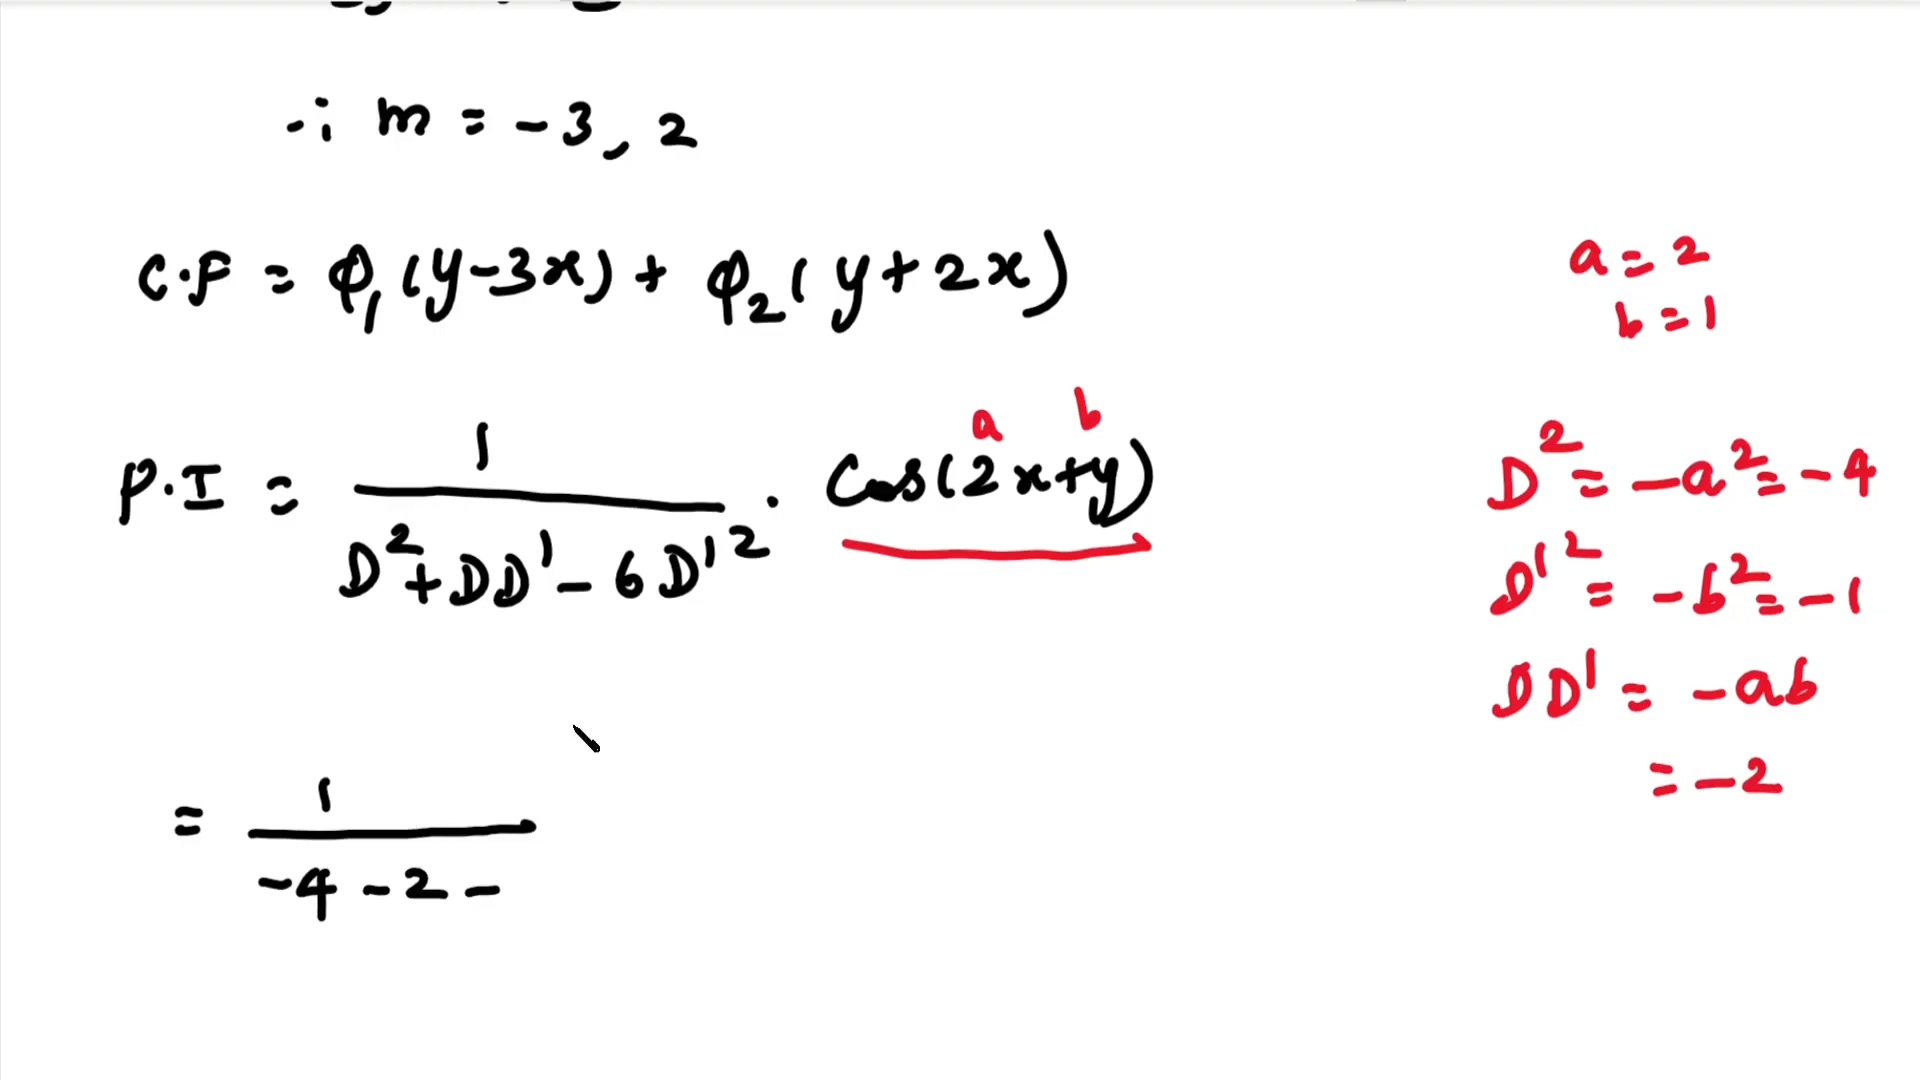 ∴ m = -3, 2
C.F = φ₁(y-3x) + φ₂(y+2x)
a = 2
b = 1
a b
P.I = 1 / (D² + DD' - 6D'²) . Cos(2x+y)
D² = -a² = -4
D'² = -b² = -1
DD' = -ab
= -2
= 1 / (-4 -2 -